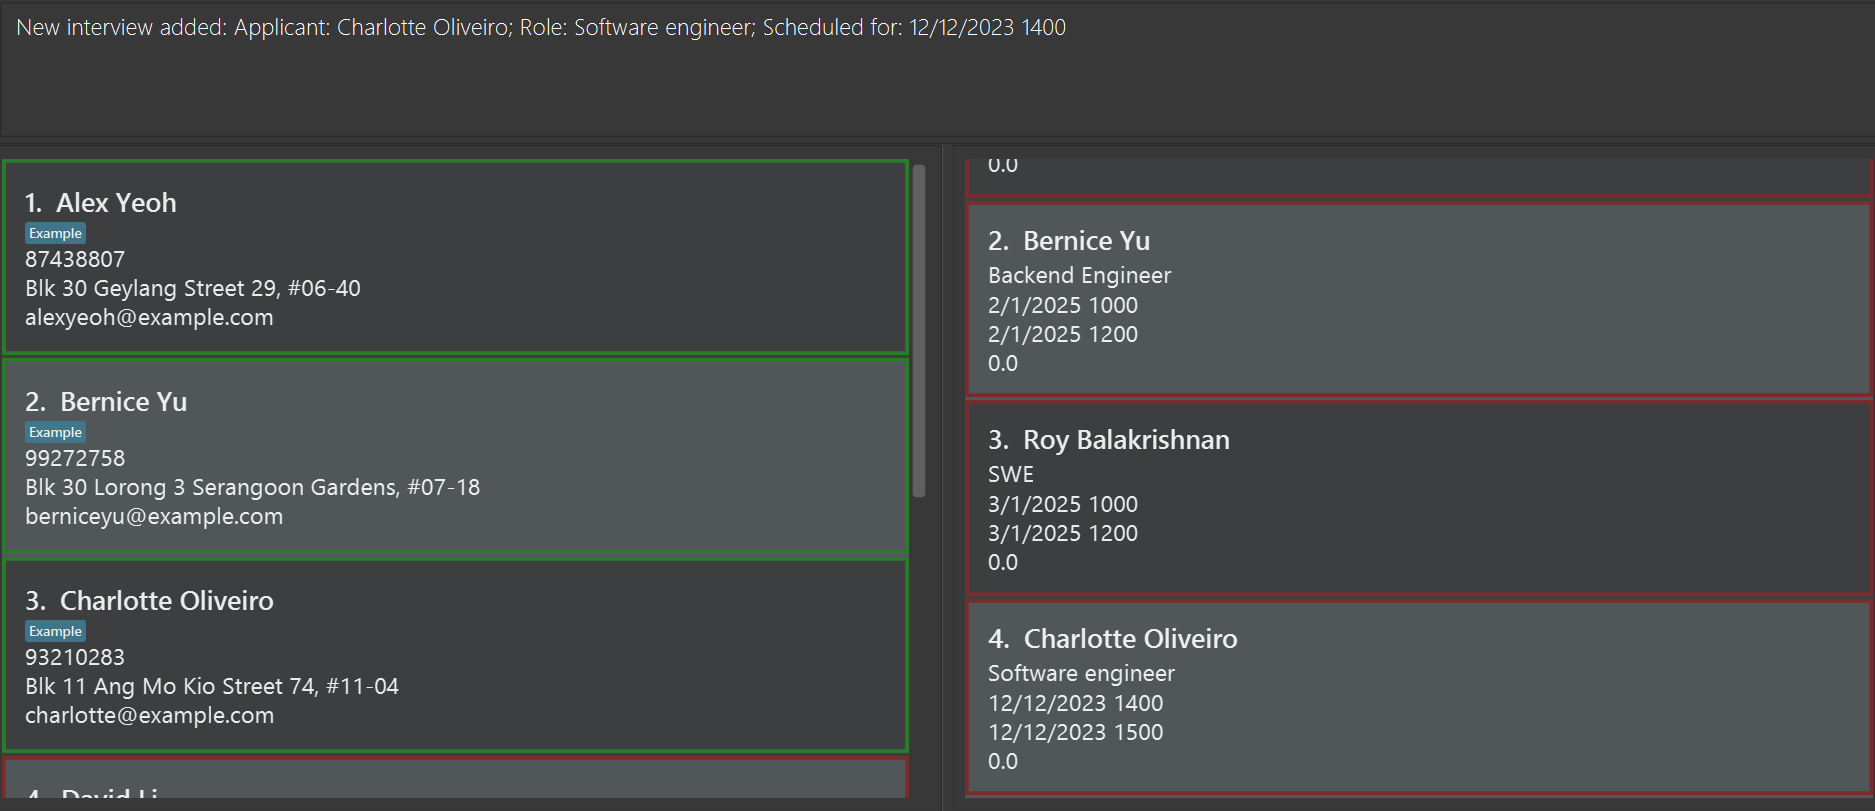 New interview added: Applicant: Charlotte Oliveiro; Role: Software engineer; Scheduled for: 12/12/2023 1400
1. Alex Yeoh
Example
87438807
Blk 30 Geylang Street 29, #06-40
alexyeoh@example.com
2. Bernice Yu
Example
99272758
Blk 30 Lorong 3 Serangoon Gardens, #07-18
berniceyu@example.com
3. Charlotte Oliveiro
Example
93210283
Blk 11 Ang Mo Kio Street 74, #11-04
charlotte@example.com
4. David Li
0.0
2. Bernice Yu
Backend Engineer
2/1/2025 1000
2/1/2025 1200
0.0
3. Roy Balakrishnan
SWE
3/1/2025 1000
3/1/2025 1200
0.0
4. Charlotte Oliveiro
Software engineer
12/12/2023 1400
12/12/2023 1500
0.0